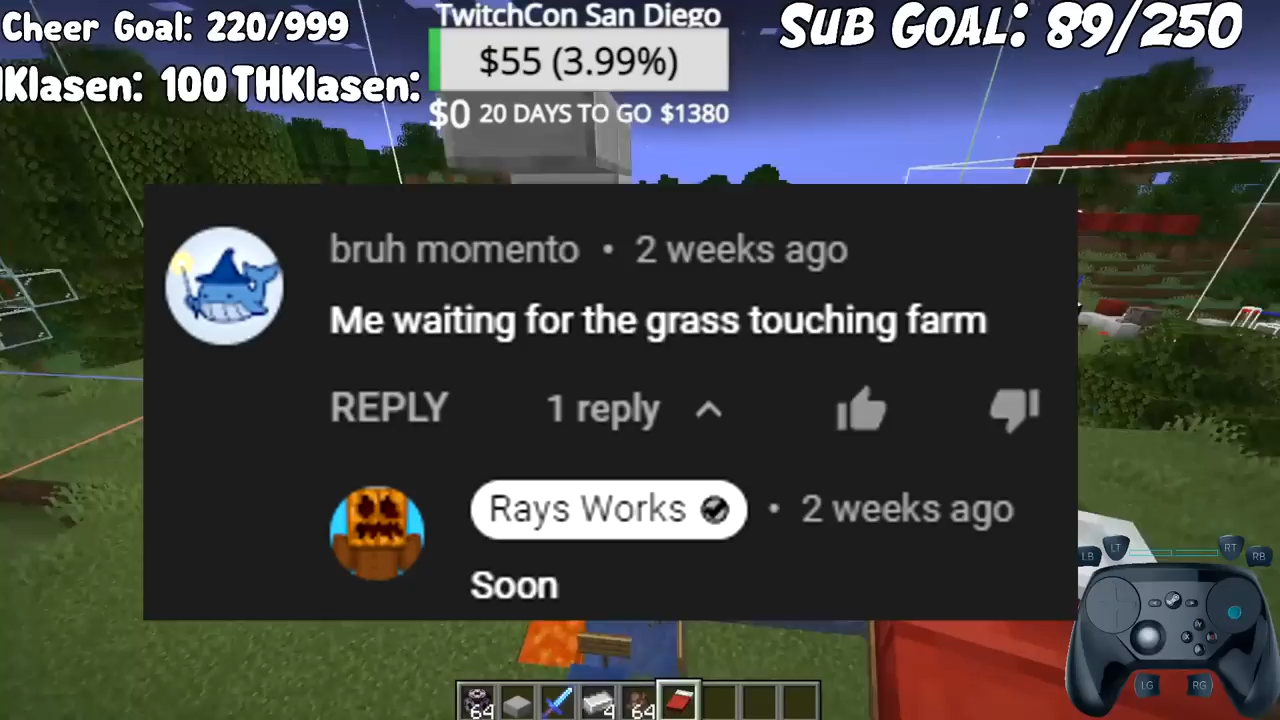 Cheer Goal: 220/999
Klasen: 100 THKlasen:
TwitchCon San Diego
$55 (3.99%)
$0 20 DAYS TO GO $1380
SUB GOAL: 89/250
bruh momento • 2 weeks ago
Me waiting for the grass touching farm
REPLY 1 reply
Rays Works • 2 weeks ago
Soon
LB LT RT RB
Y
X
LG RG
64 4 64